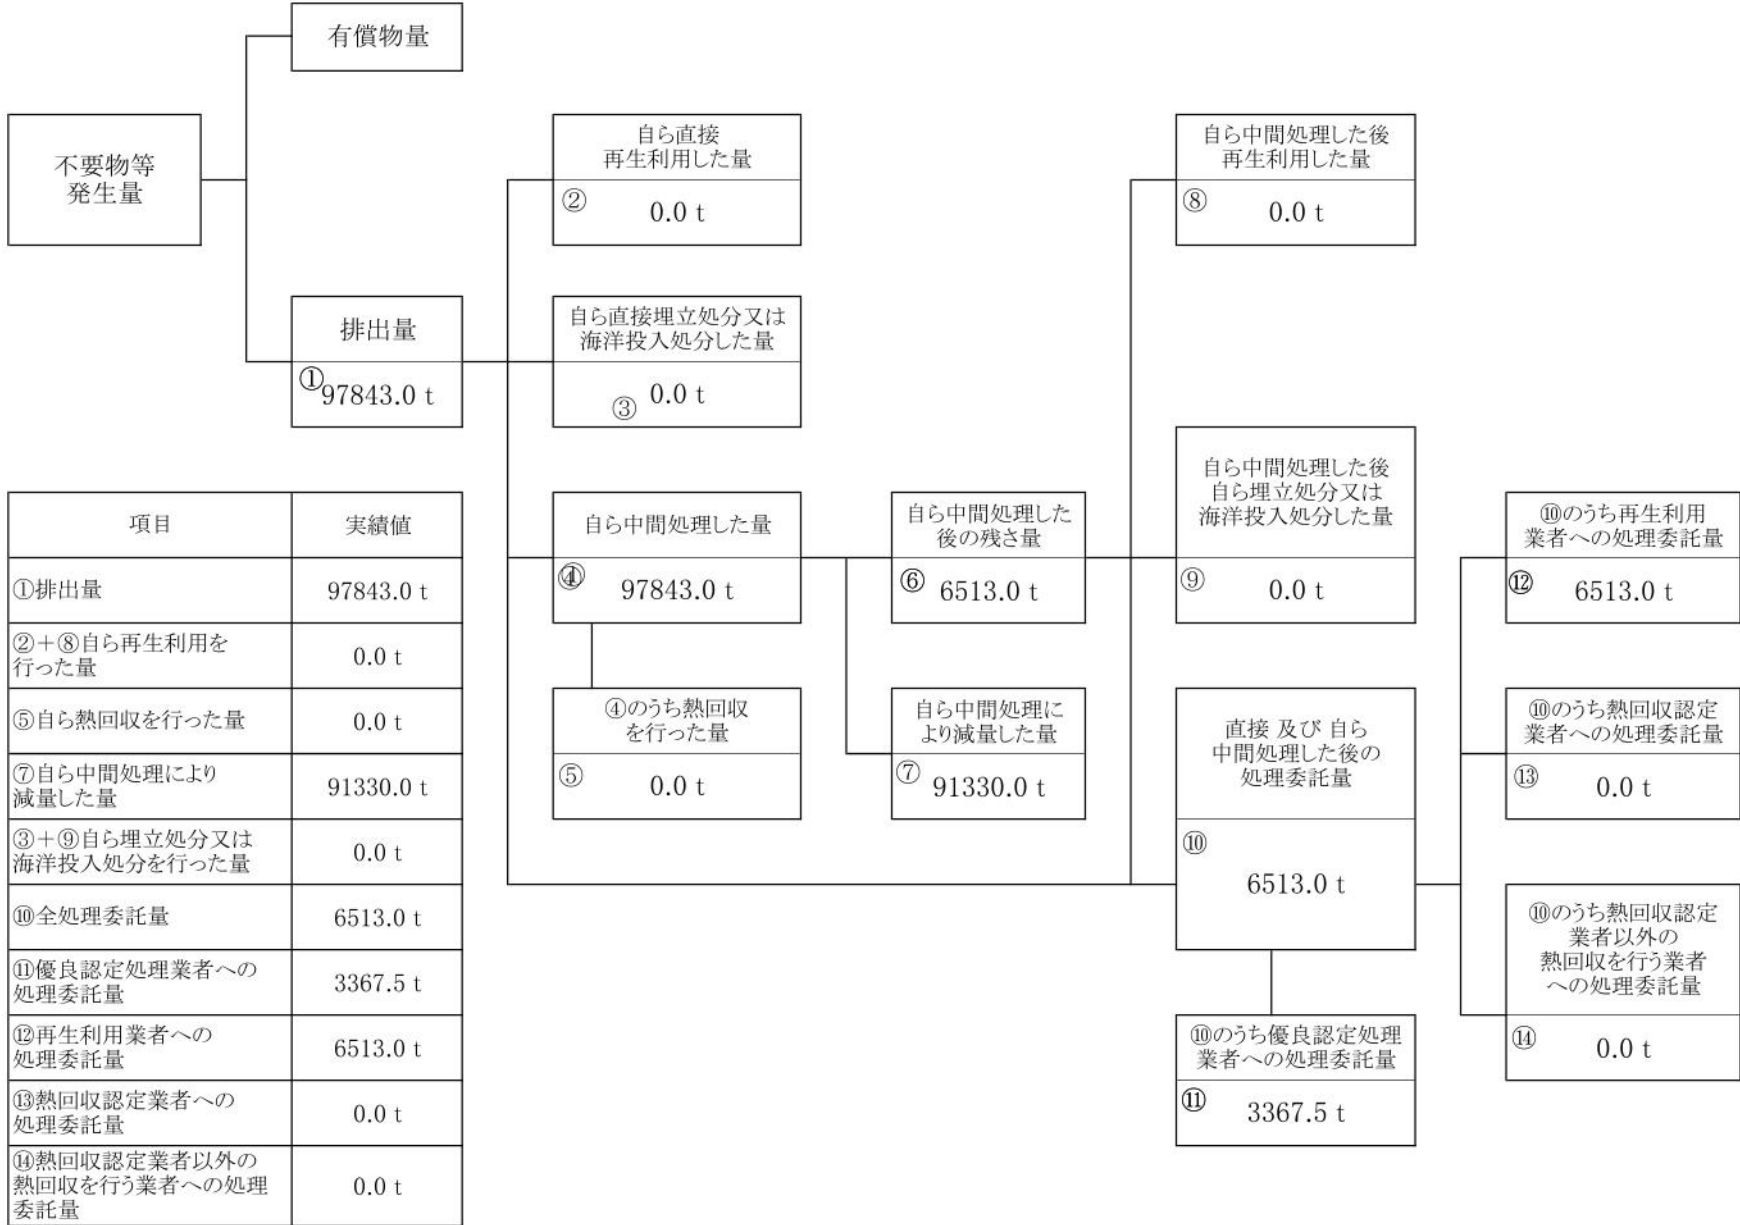 有償物量
不要物等
発生量
自ら直接
再生利用した量
②
0.0 t
自ら中間処理した後
再生利用した量
⑧
0.0 t
排出量
①
97843.0 t
自ら直接埋立処分又は
海洋投入処分した量
③
0.0 t
自ら中間処理した量
④
97843.0 t
自ら中間処理した
後の残さ量
⑥
6513.0 t
自ら中間処理した後
自ら埋立処分又は
海洋投入処分した量
⑨
0.0 t
⑩のうち再生利用
業者への処理委託量
⑫
6513.0 t
④のうち熱回収
を行った量
⑤
0.0 t
自ら中間処理に
より減量した量
⑦
91330.0 t
直接 及び 自ら
中間処理した後の
処理委託量
⑩
6513.0 t
⑩のうち熱回収認定
業者への処理委託量
⑬
0.0 t
⑩のうち熱回収認定
業者以外の
熱回収を行う業者
への処理委託量
⑭
0.0 t
⑩のうち優良認定処理
業者への処理委託量
⑪
3367.5 t
項目 実績値
①排出量 97843.0 t
②+⑧自ら再生利用を
行った量 0.0 t
⑤自ら熱回収を行った量 0.0 t
⑦自ら中間処理により
減量した量 91330.0 t
③+⑨自ら埋立処分又は
海洋投入処分を行った量 0.0 t
⑩全処理委託量 6513.0 t
⑪優良認定処理業者への
処理委託量 3367.5 t
⑫再生利用業者への
処理委託量 6513.0 t
⑬熱回収認定業者への
処理委託量 0.0 t
⑭熱回収認定業者以外の
熱回収を行う業者への処理
委託量 0.0 t